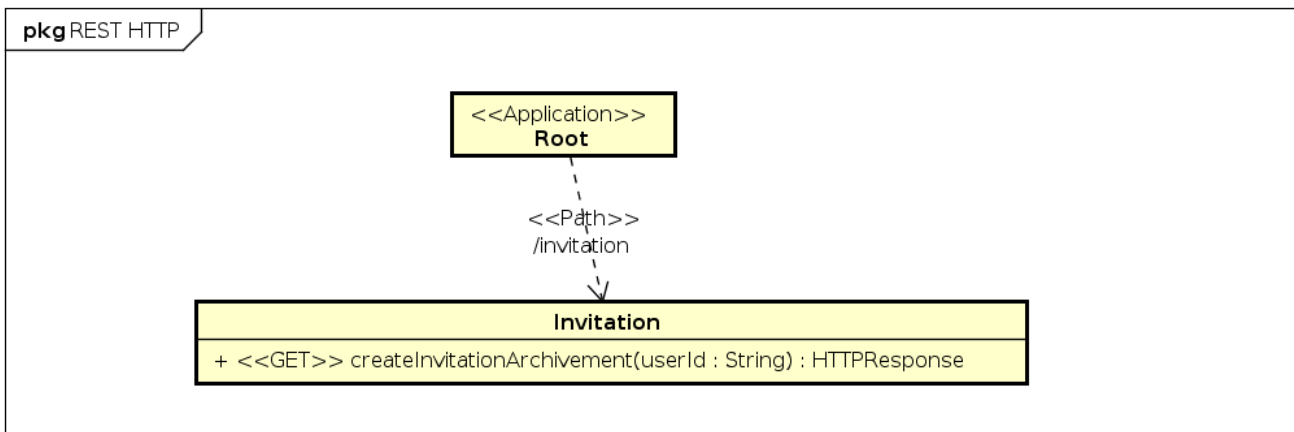 pkg REST HTTP
<<Application>>
Root
<<Path>>
/invitation
Invitation
+ <<GET>> createInvitationArchivement(userId : String) : HTTPResponse